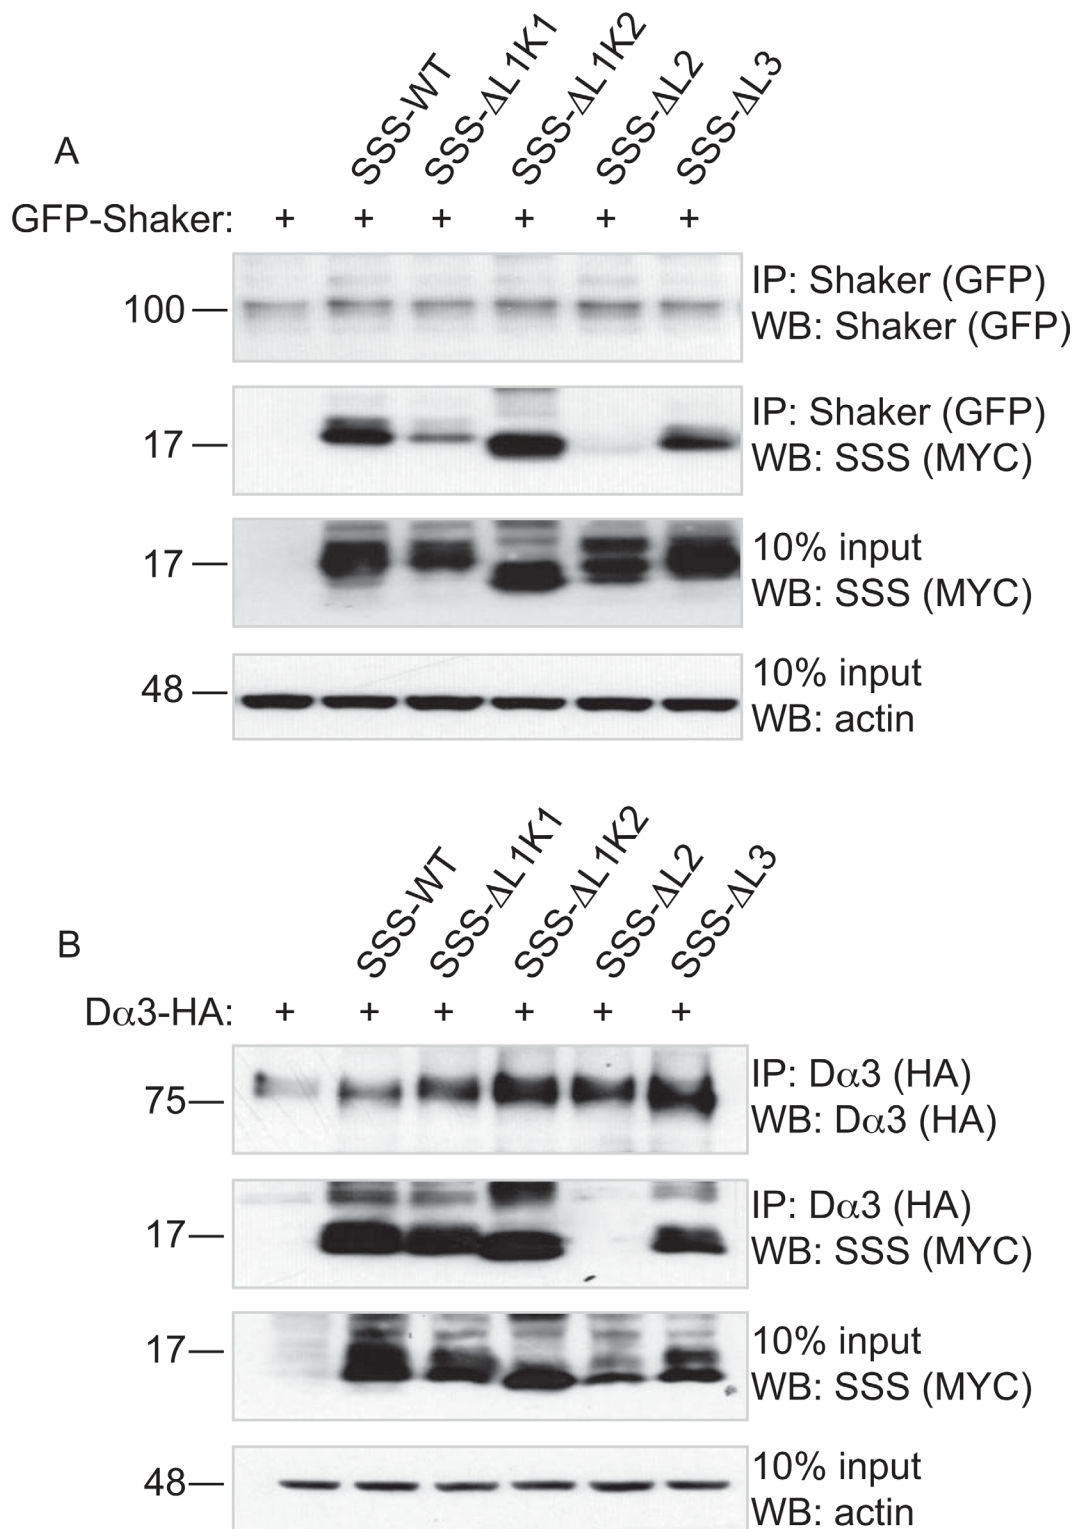 A
SSS-WT
SSS-ΔL1K1
SSS-ΔL1K2
SSS-ΔL2
SSS-ΔL3
GFP-Shaker: + + + + + +
100
IP: Shaker (GFP)
WB: Shaker (GFP)
17
IP: Shaker (GFP)
WB: SSS (MYC)
17
10% input
WB: SSS (MYC)
48
10% input
WB: actin
B
SSS-WT
SSS-ΔL1K1
SSS-ΔL1K2
SSS-ΔL2
SSS-ΔL3
Dα3-HA: + + + + + +
75
IP: Dα3 (HA)
WB: Dα3 (HA)
17
IP: Dα3 (HA)
WB: SSS (MYC)
17
10% input
WB: SSS (MYC)
48
10% input
WB: actin